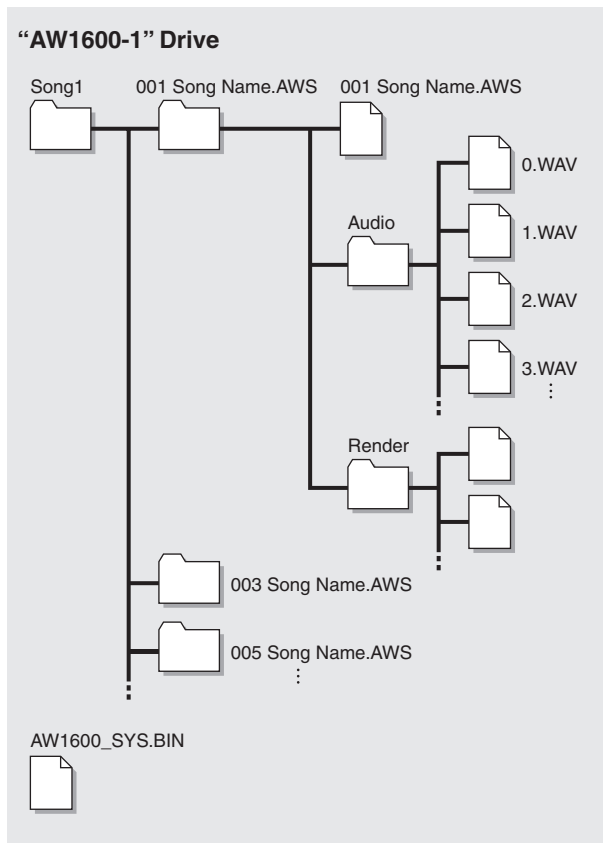 “AW1600-1” Drive
Song1
001 Song Name.AWS
001 Song Name.AWS
0.WAV
Audio
1.WAV
2.WAV
3.WAV
⋮
Render
003 Song Name.AWS
005 Song Name.AWS
⋮
AW1600_SYS.BIN